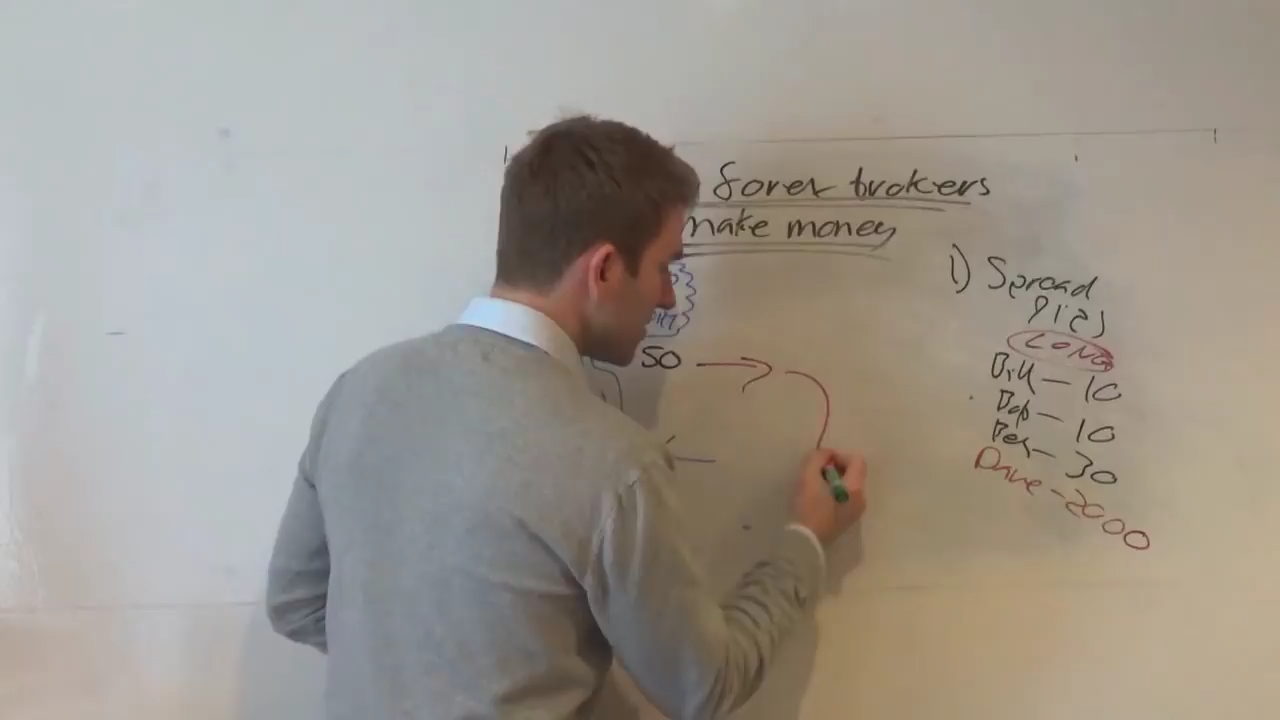 forex brokers
make money
1) Spread
LONG
50
Bill - 10
Bob - 10
Ben - 30
Dave - 2000